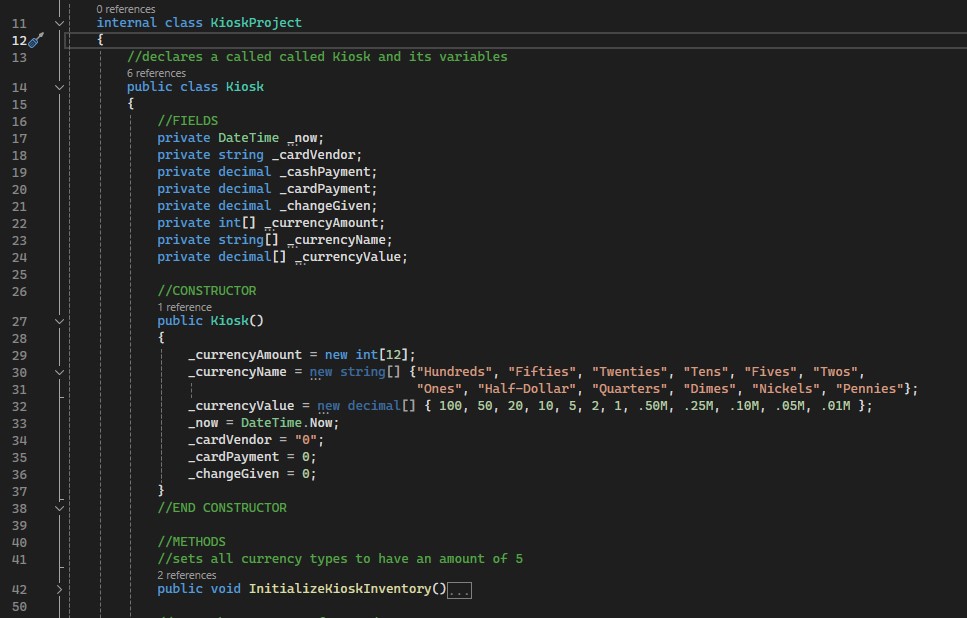 0 references
11 internal class KioskProject
12 {
13 //declares a called called Kiosk and its variables
6 references
14 public class Kiosk
15 {
16 //FIELDS
17 private DateTime _now;
18 private string _cardVendor;
19 private decimal _cashPayment;
20 private decimal _cardPayment;
21 private decimal _changeGiven;
22 private int[] _currencyAmount;
23 private string[] _currencyName;
24 private decimal[] _currencyValue;
25
26 //CONSTRUCTOR
1 reference
27 public Kiosk()
28 {
29 _currencyAmount = new int[12];
30 _currencyName = new string[] {"Hundreds", "Fifties", "Twenties", "Tens", "Fives", "Twos",
31 "Ones", "Half-Dollar", "Quarters", "Dimes", "Nickels", "Pennies"};
32 _currencyValue = new decimal[] { 100, 50, 20, 10, 5, 2, 1, .50M, .25M, .10M, .05M, .01M };
33 _now = DateTime.Now;
34 _cardVendor = "0";
35 _cardPayment = 0;
36 _changeGiven = 0;
37 }
38 //END CONSTRUCTOR
39
40 //METHODS
41 //sets all currency types to have an amount of 5
2 references
42 public void InitializeKioskInventory()...
50